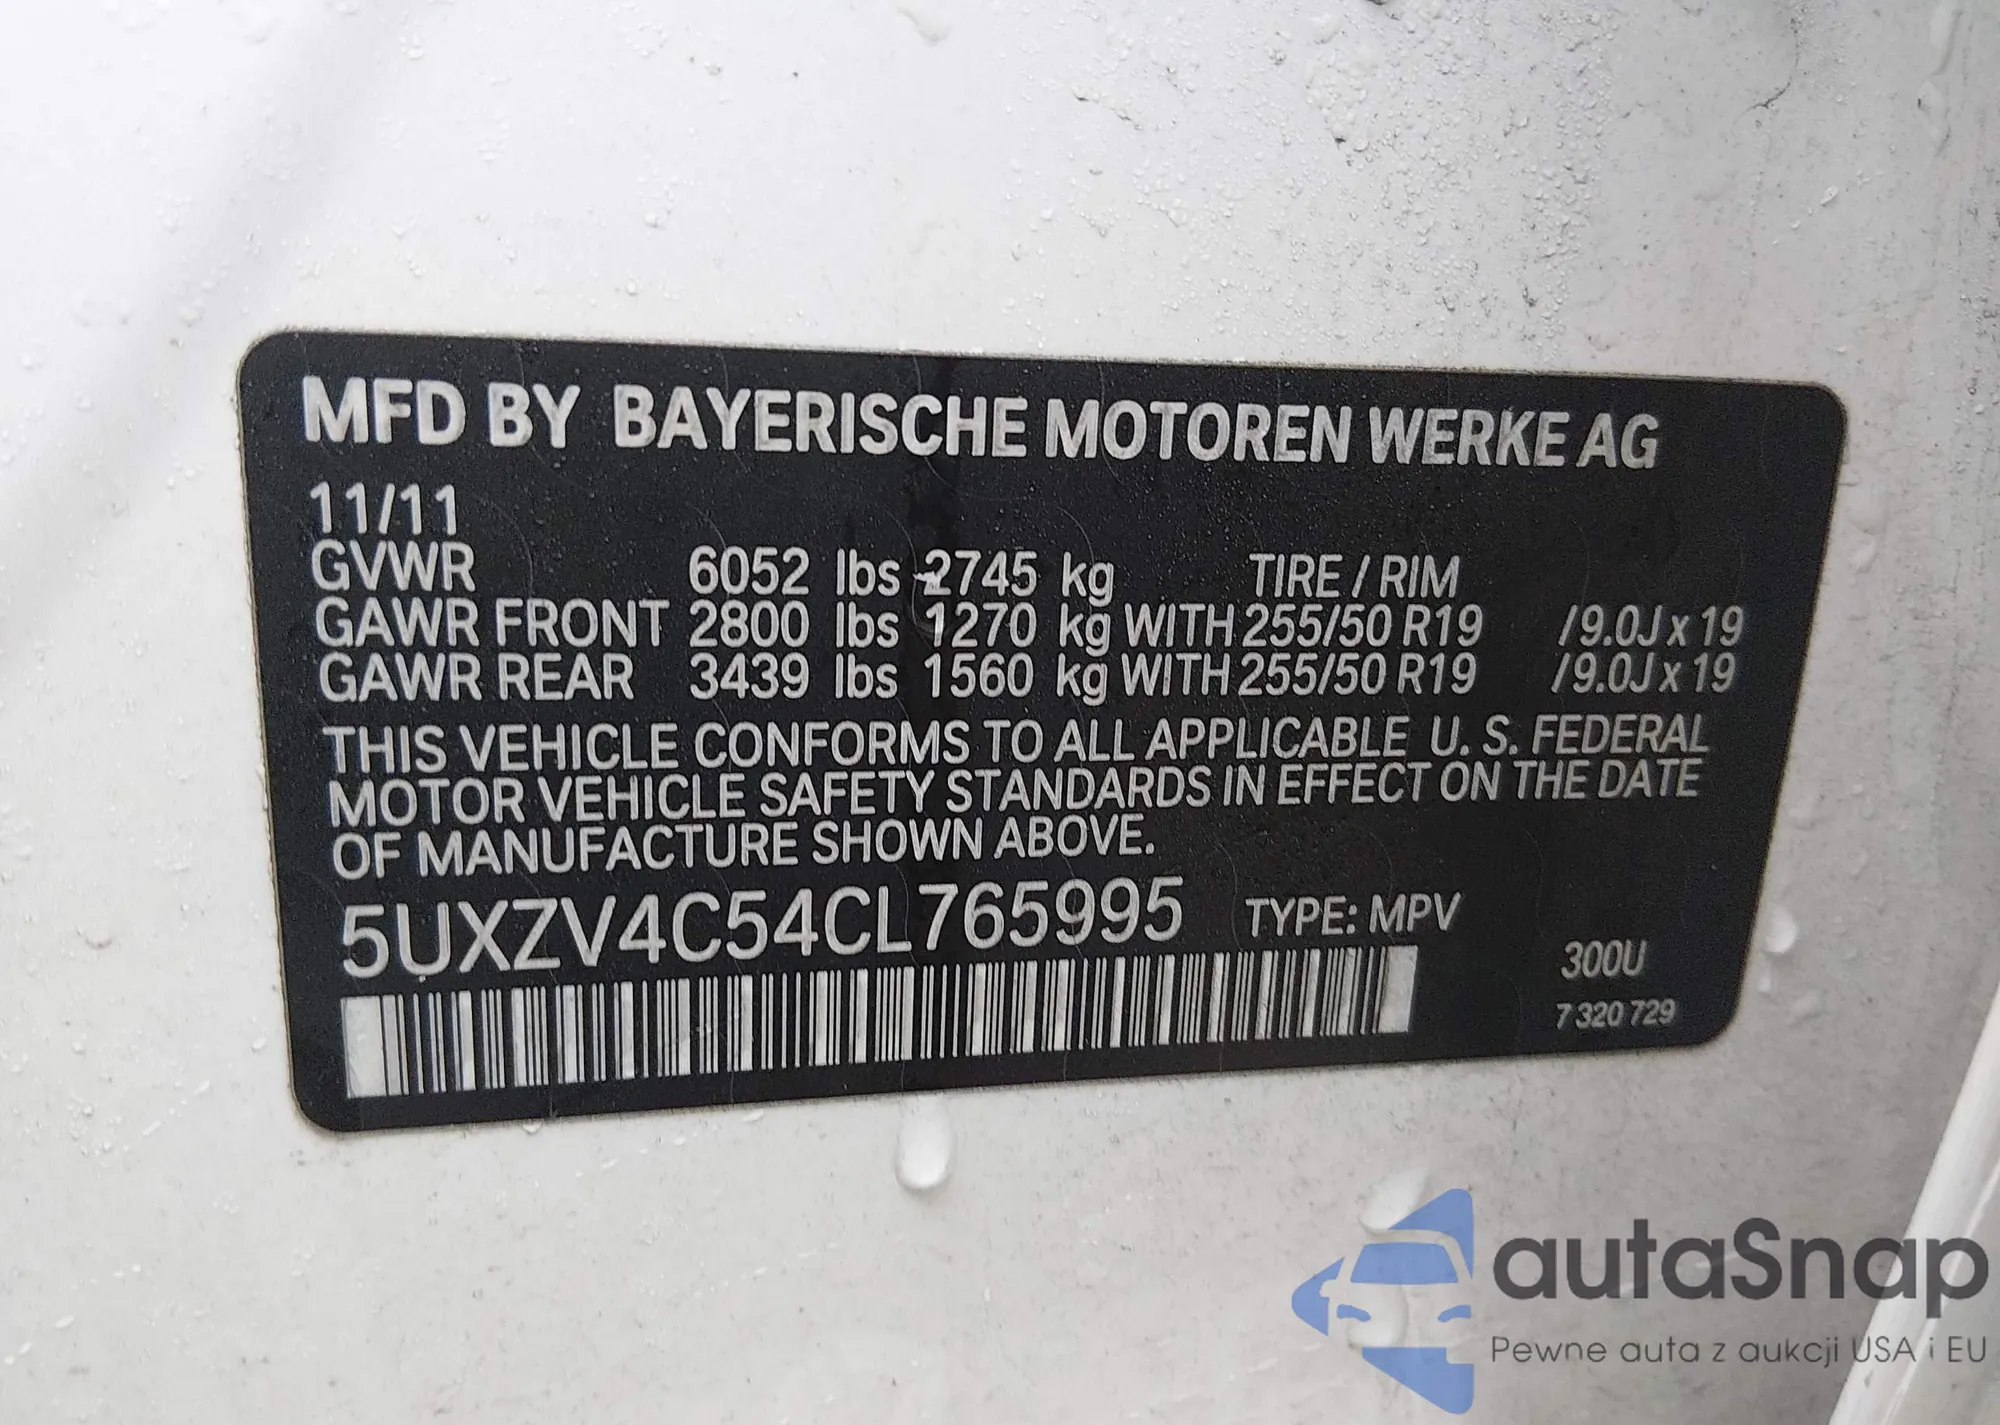 MFD BY BAYERISCHE MOTOREN WERKE AG
11/11
GVWR 6052 lbs 2745 kg TIRE / RIM
GAWR FRONT 2800 lbs 1270 kg WITH 255/50 R19 /9.0J x 19
GAWR REAR 3439 lbs 1560 kg WITH 255/50 R19 /9.0J x 19
THIS VEHICLE CONFORMS TO ALL APPLICABLE U. S. FEDERAL
MOTOR VEHICLE SAFETY STANDARDS IN EFFECT ON THE DATE
OF MANUFACTURE SHOWN ABOVE.
5UXZV4C54CL765995 TYPE: MPV
300U
7 320 729
autaSnap
Pewne auta z aukcji USA i EU